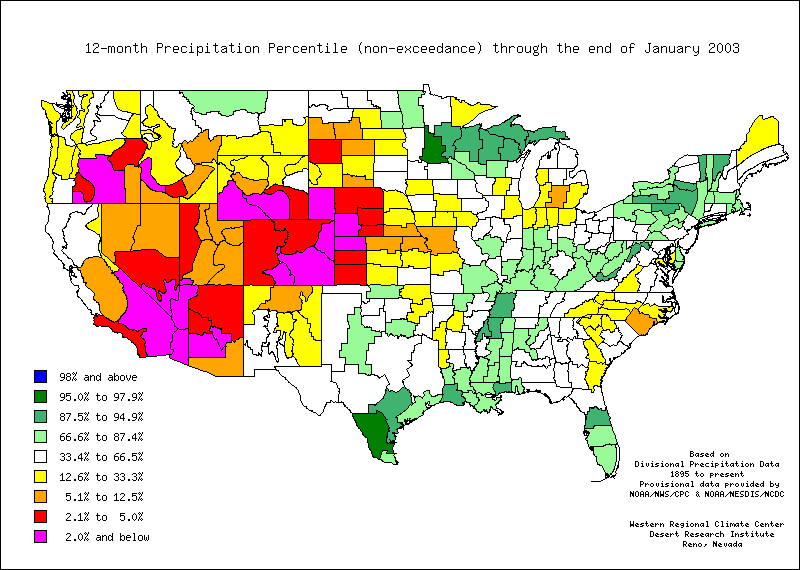 12-month Precipitation Percentile (non-exceedance) through the end of January 2003
98% and above
95.0% to 97.9%
87.5% to 94.9%
66.6% to 87.4%
33.4% to 66.5%
12.6% to 33.3%
5.1% to 12.5%
2.1% to 5.0%
2.0% and below
Based on
Divisional Precipitation Data
1895 to present
Provisional data provided by
NOAA/NWS/CPC & NOAA/NESDIS/NCDC
Western Regional Climate Center
Desert Research Institute
Reno, Nevada